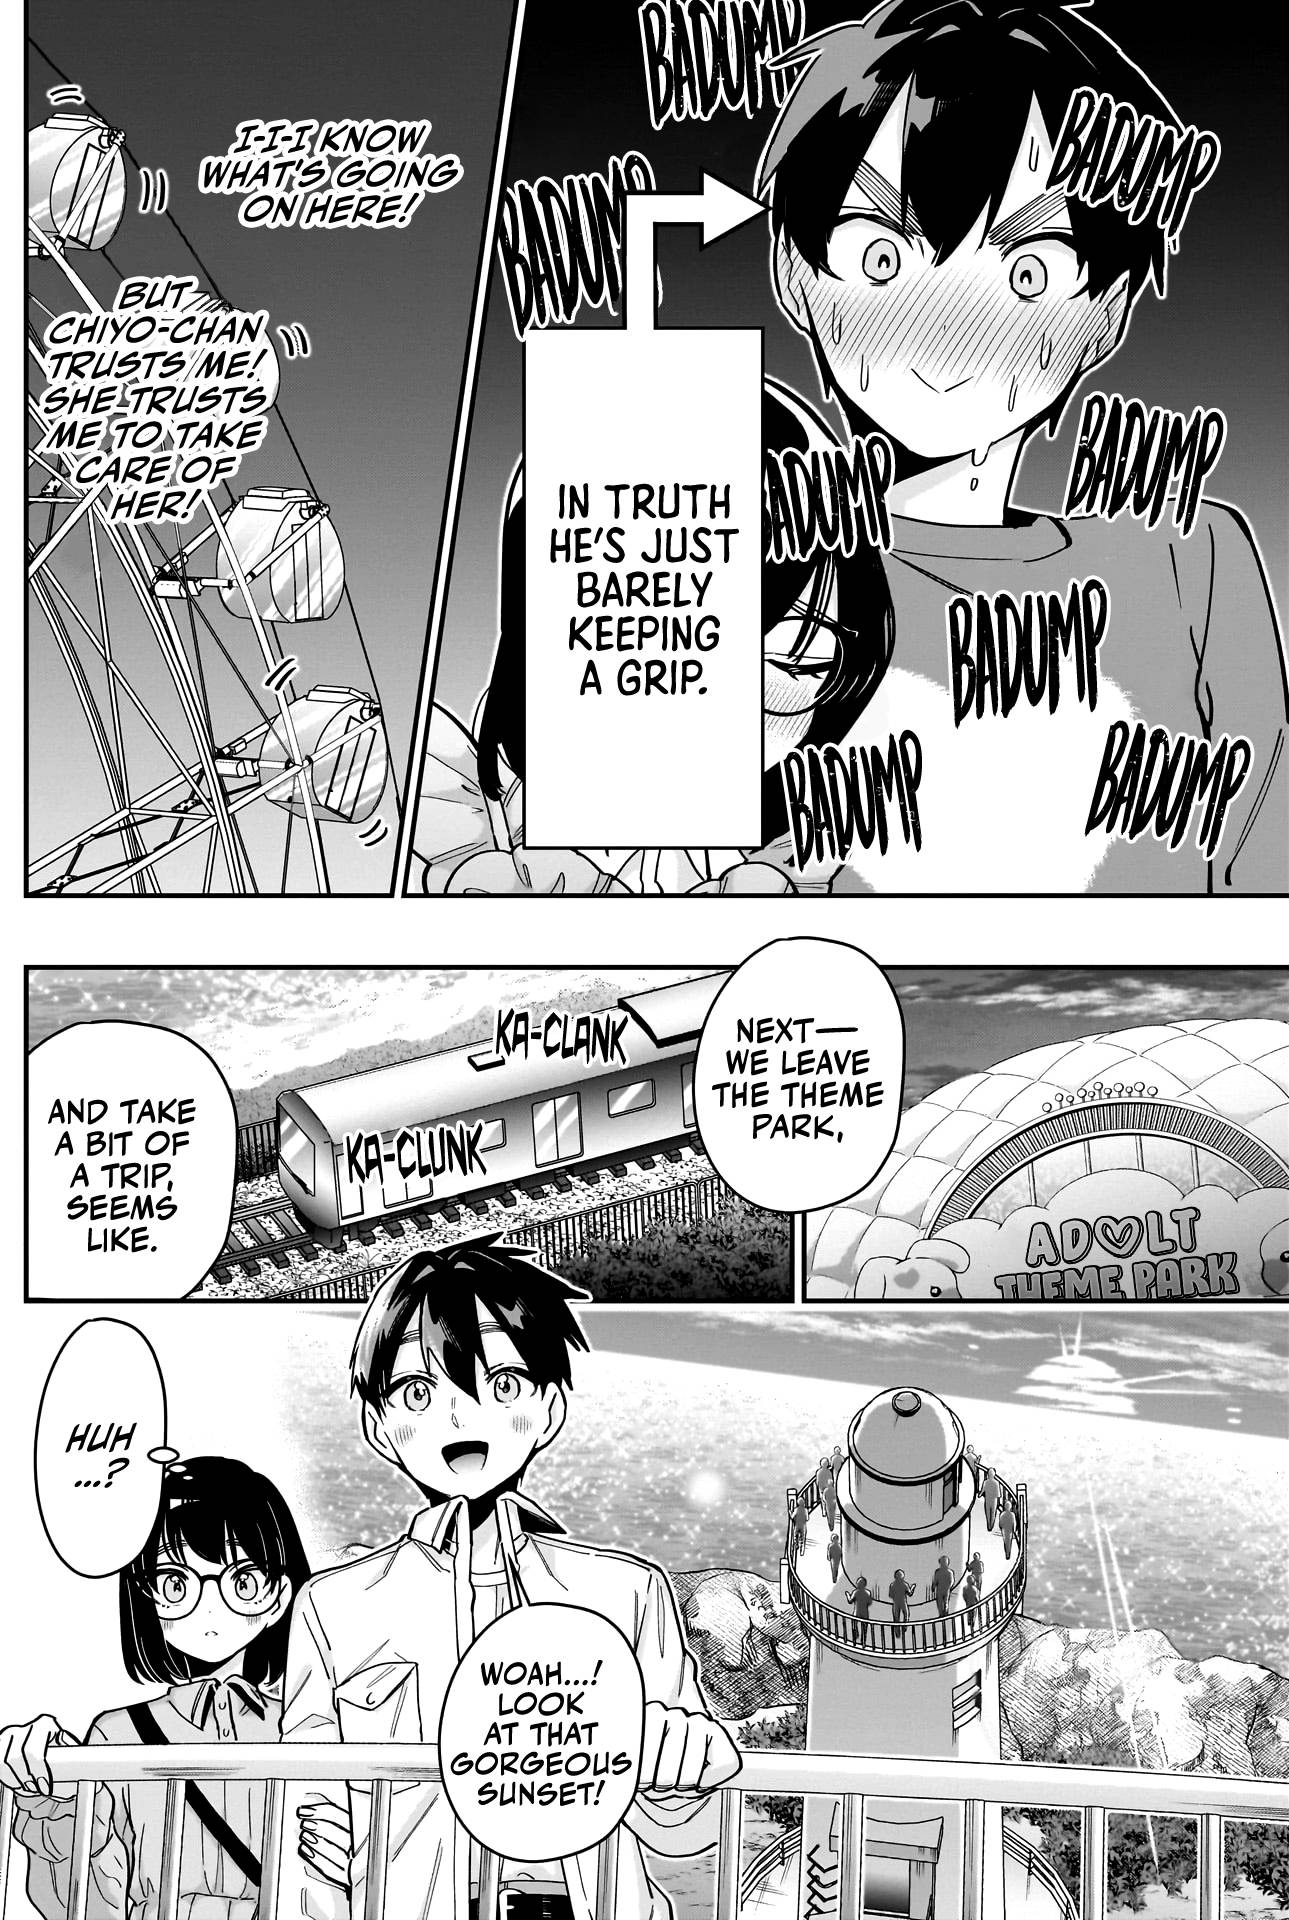 BADUMP
BADUMP
BADUMP
IN TRUTH
HE'S JUST
BARELY
KEEPING
A GRIP.
BADUMP
BADUMP
BADUMP
BADUMP
BADUMP
I-I-I KNOW
WHAT'S GOING
ON HERE!
BUT
CHIYO-CHAN
TRUSTS ME!
SHE TRUSTS
ME TO TAKE
CARE OF
HER!
ADULT
THEME PARK
NEXT—
WE LEAVE
THE THEME
PARK,
KA-CLANK
KA-CLUNK
AND TAKE
A BIT OF
A TRIP,
SEEMS
LIKE.
WOAH...!
LOOK
AT THAT
GORGEOUS
SUNSET!
HUH
...?